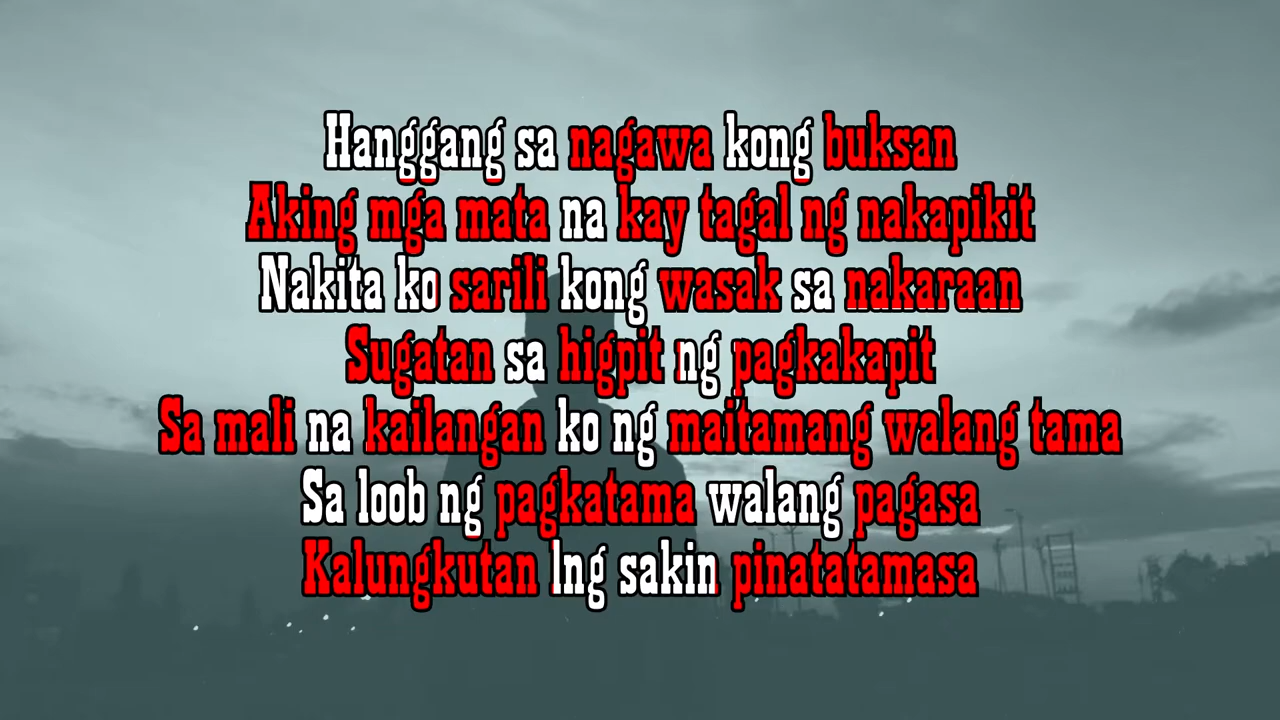 Hanggang sa nagawa kong buksan
Aking mga mata na kay tagal ng nakapikit
Nakita ko sarili kong wasak sa nakaraan
Sugatan sa higpit ng pagkakapit
Sa mali na kailangan ko ng maitamang walang tama
Sa loob ng pagkatama walang pagasa
Kalungkutan lng sakin pinatatamasa